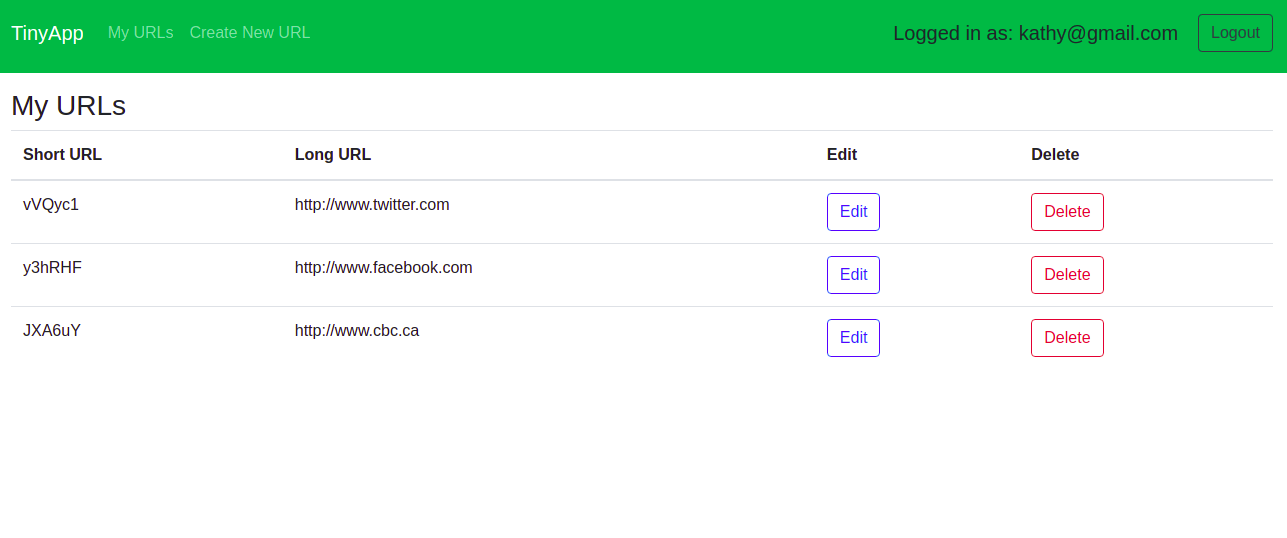 TinyApp My URLs Create New URL Logged in as: kathy@gmail.com Logout
My URLs
Short URL Long URL Edit Delete
vVQyc1 http://www.twitter.com Edit Delete
y3hRHF http://www.facebook.com Edit Delete
JXA6uY http://www.cbc.ca Edit Delete